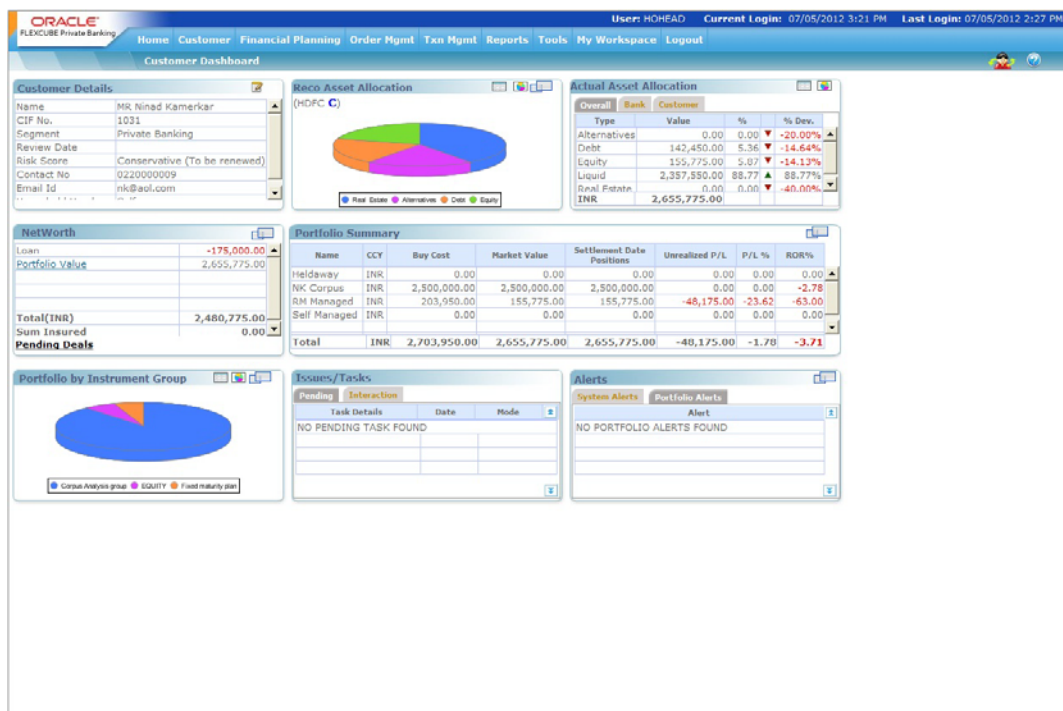 ORACLE
FLEXCUBE Private Banking
User: HOHEAD Current Login: 07/05/2012 3:21 PM Last Login: 07/05/2012 2:27 PM
Home Customer Financial Planning Order Mgmt Txn Mgmt Reports Tools My Workspace Logout
Customer Dashboard
Customer Details
Name MR Ninad Kamerkar
CIF No. 1031
Segment Private Banking
Review Date
Risk Score Conservative (To be renewed)
Contact No 0220000009
Email Id nk@aol.com
Reco Asset Allocation
(HDFC C)
Real Estate Alternatives Debt Equity
Actual Asset Allocation
Overall Bank Customer
Type Value % % Dev.
Alternatives 0.00 0.00 ▼ -20.00%
Debt 142,450.00 5.36 ▼ -14.64%
Equity 155,775.00 5.87 ▼ -14.13%
Liquid 2,357,550.00 88.77 ▲ 88.77%
Real Estate 0.00 0.00 ▼ -40.00%
INR 2,655,775.00
NetWorth
Loan -175,000.00
Portfolio Value 2,655,775.00
Total(INR) 2,480,775.00
Sum Insured 0.00
Pending Deals
Portfolio Summary
Name CCY Buy Cost Market Value Settlement Date Positions Unrealized P/L P/L % ROR%
Heldaway INR 0.00 0.00 0.00 0.00 0.00 0.00
NK Corpus INR 2,500,000.00 2,500,000.00 2,500,000.00 0.00 0.00 -2.78
RM Managed INR 203,950.00 155,775.00 155,775.00 -48,175.00 -23.62 -63.00
Self Managed INR 0.00 0.00 0.00 0.00 0.00 0.00
Total INR 2,703,950.00 2,655,775.00 2,655,775.00 -48,175.00 -1.78 -3.71
Portfolio by Instrument Group
Corpus Analysis group EQUITY Fixed maturity plan
Issues/Tasks
Pending Interaction
Task Details Date Mode
NO PENDING TASK FOUND
Alerts
System Alerts Portfolio Alerts
Alert
NO PORTFOLIO ALERTS FOUND